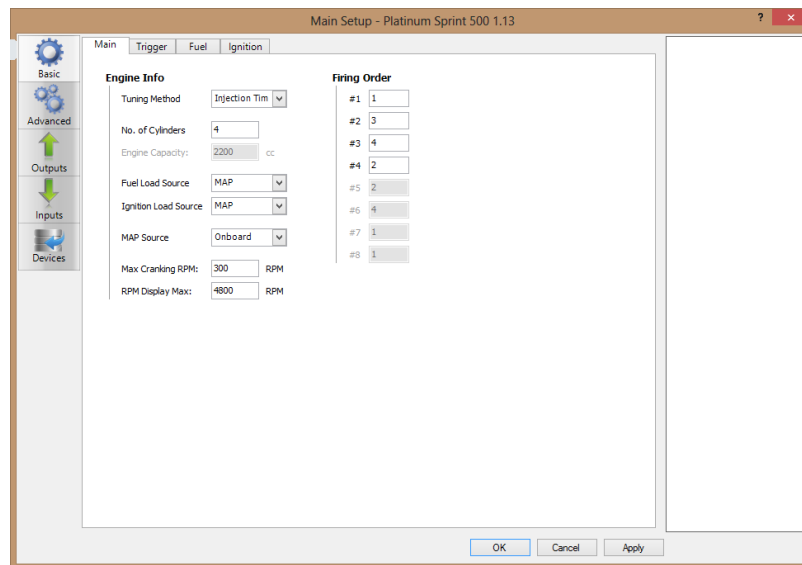 Main Setup - Platinum Sprint 500 1.13
?
×
Basic
Advanced
Outputs
Inputs
Devices
Main Trigger Fuel Ignition
Engine Info
Tuning Method Injection Tim
No. of Cylinders 4
Engine Capacity: 2200 cc
Fuel Load Source MAP
Ignition Load Source MAP
MAP Source Onboard
Max Cranking RPM: 300 RPM
RPM Display Max: 4800 RPM
Firing Order
#1 1
#2 3
#3 4
#4 2
#5 2
#6 4
#7 1
#8 1
OK Cancel Apply